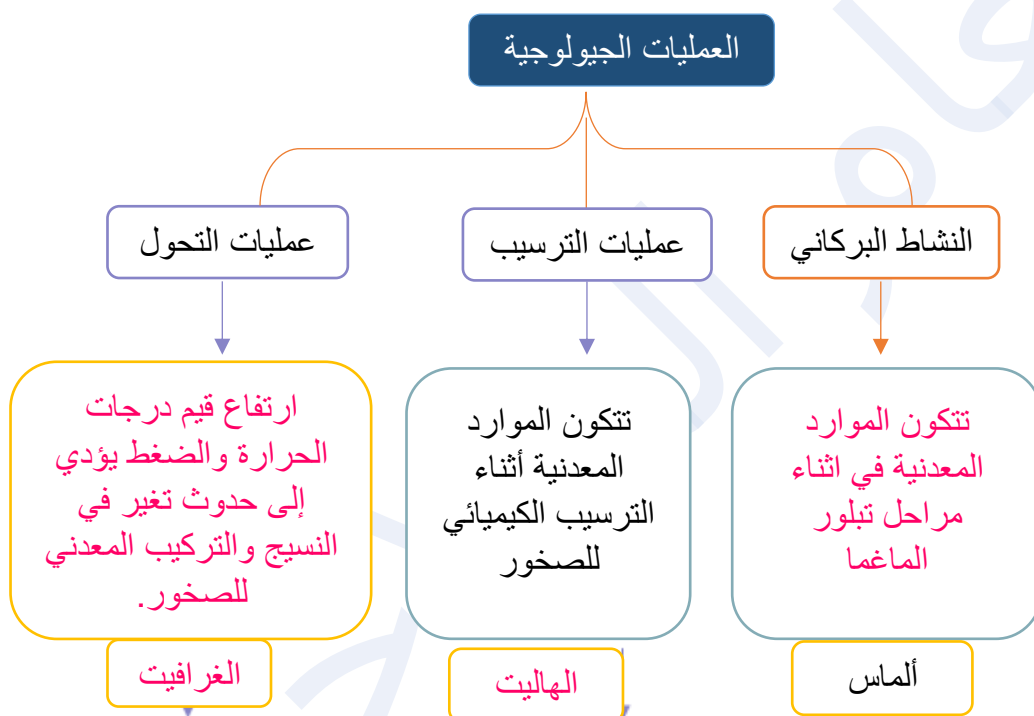 العمليات الجيولوجية
النشاط البركاني
عمليات الترسيب
عمليات التحول
تتكون الموارد
المعدنية في اثناء
مراحل تبلور
الماغما
تتكون الموارد
المعدنية أثناء
الترسيب الكيميائي
للصخور
ارتفاع قيم درجات
الحرارة والضغط يؤدي
إلى حدوث تغير في
النسيج والتركيب المعدني
للصخور.
ألماس
الهاليت
الغرافيت